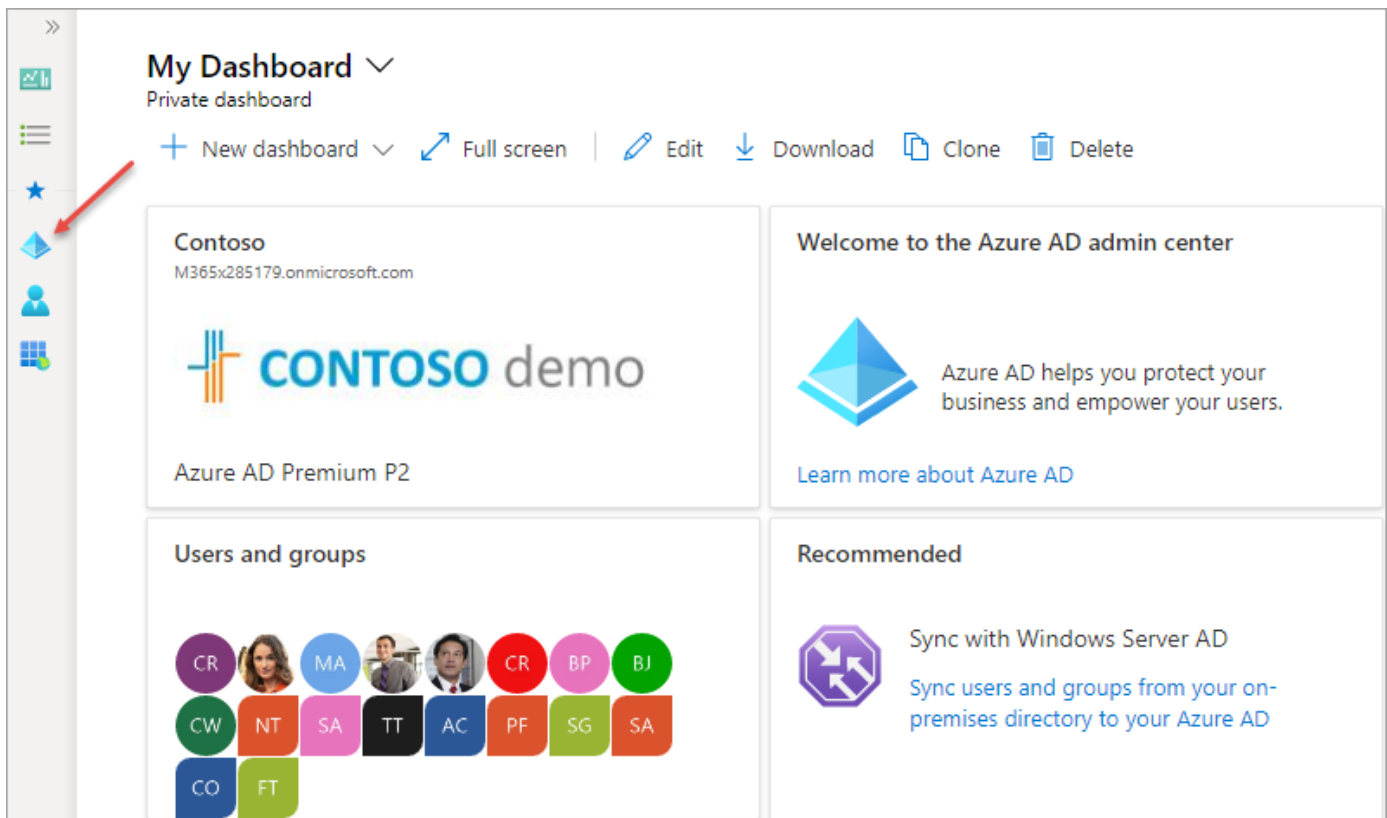 My Dashboard
Private dashboard
New dashboard Full screen Edit Download Clone Delete
Contoso
M365x285179.onmicrosoft.com
CONTOSO demo
Azure AD Premium P2
Welcome to the Azure AD admin center
Azure AD helps you protect your
business and empower your users.
Learn more about Azure AD
Users and groups
CR MA CR BP BJ
CW NT SA TT AC PF SG SA
CO FT
Recommended
Sync with Windows Server AD
Sync users and groups from your on-
premises directory to your Azure AD